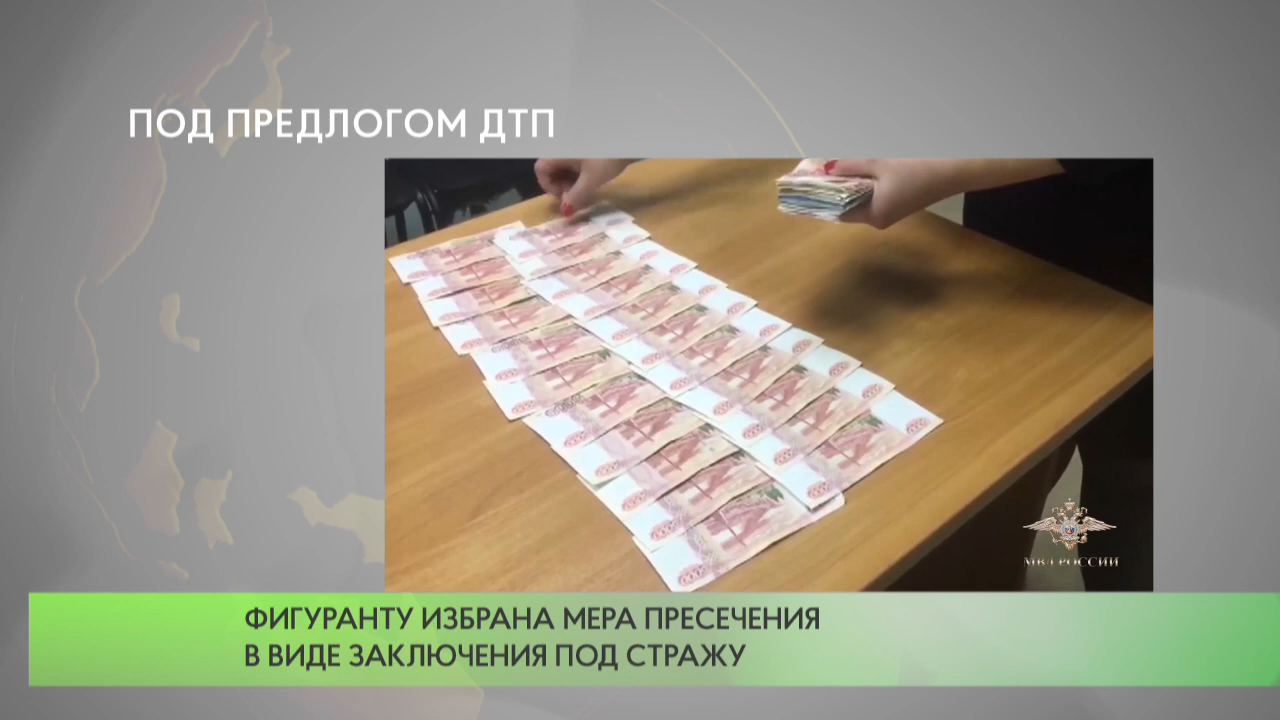 ПОД ПРЕДЛОГОМ ДТП
МВД РОССИИ
ФИГУРАНТУ ИЗБРАНА МЕРА ПРЕСЕЧЕНИЯ
В ВИДЕ ЗАКЛЮЧЕНИЯ ПОД СТРАЖУ